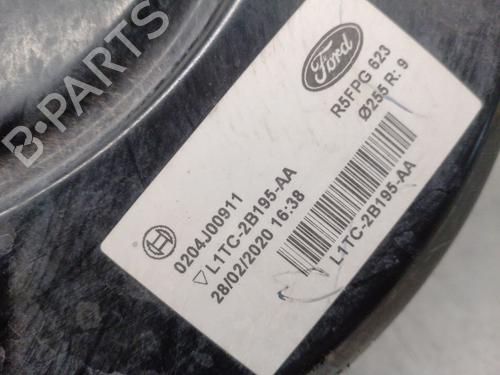 B-PARTS
Ford
R5FPG 623
Ø255 R: 9
0204J00911
▽ L1TC-2B195-AA
28/02/2020 16:38
L1TC-2B195-AA